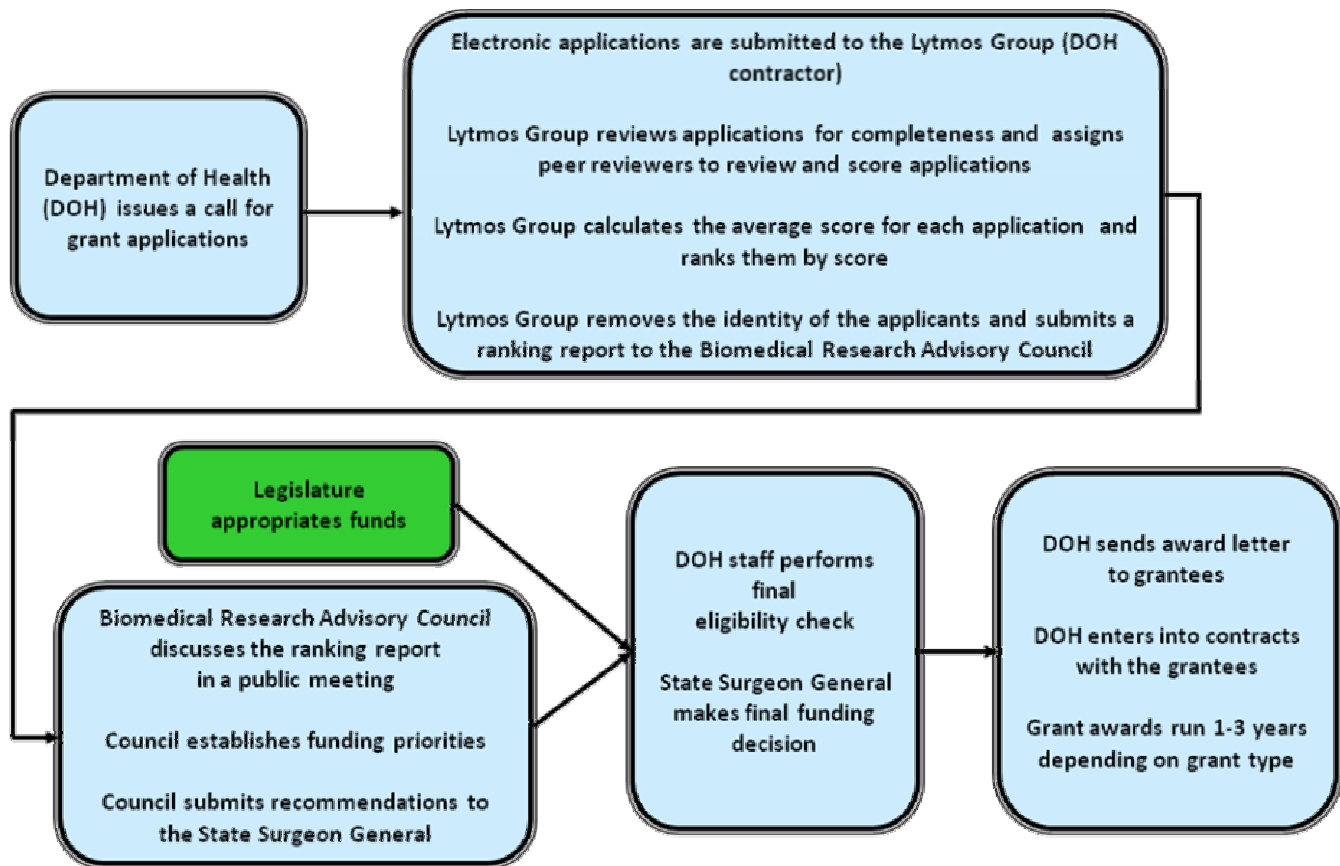 Department of Health
(DOH) issues a call for
grant applications
Electronic applications are submitted to the Lytmos Group (DOH
contractor)
Lytmos Group reviews applications for completeness and assigns
peer reviewers to review and score applications
Lytmos Group calculates the average score for each application and
ranks them by score
Lytmos Group removes the identity of the applicants and submits a
ranking report to the Biomedical Research Advisory Council
Legislature
appropriates funds
Biomedical Research Advisory Council
discusses the ranking report
in a public meeting
Council establishes funding priorities
Council submits recommendations to
the State Surgeon General
DOH staff performs
final
eligibility check
State Surgeon General
makes final funding
decision
DOH sends award letter
to grantees
DOH enters into contracts
with the grantees
Grant awards run 1-3 years
depending on grant type